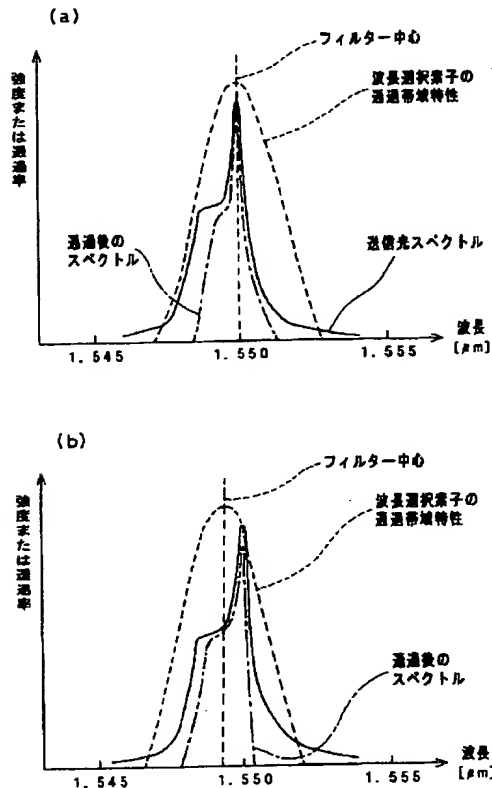 (a)
フィルター中心
波長選択素子の
通過帯域特性
強度または透過率
透過後の
スペクトル
送信光スペクトル
波長
[μm]
1.545
1.550
1.555
(b)
フィルター中心
波長選択素子の
通過帯域特性
強度または透過率
透過後の
スペクトル
波長
[μm]
1.545
1.550
1.555